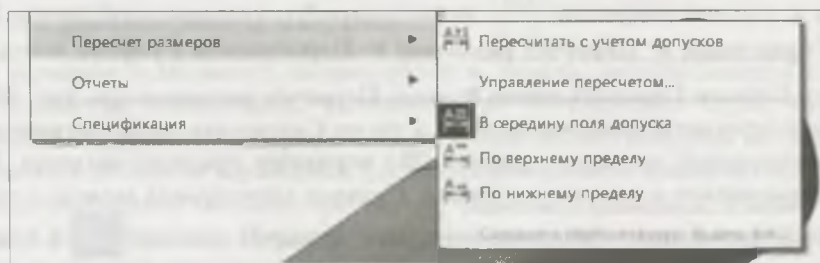 Пересчет размеров
Отчеты
Спецификация
Пересчитать с учетом допусков
Управление пересчетом...
В середину поля допуска
По верхнему пределу
По нижнему пределу